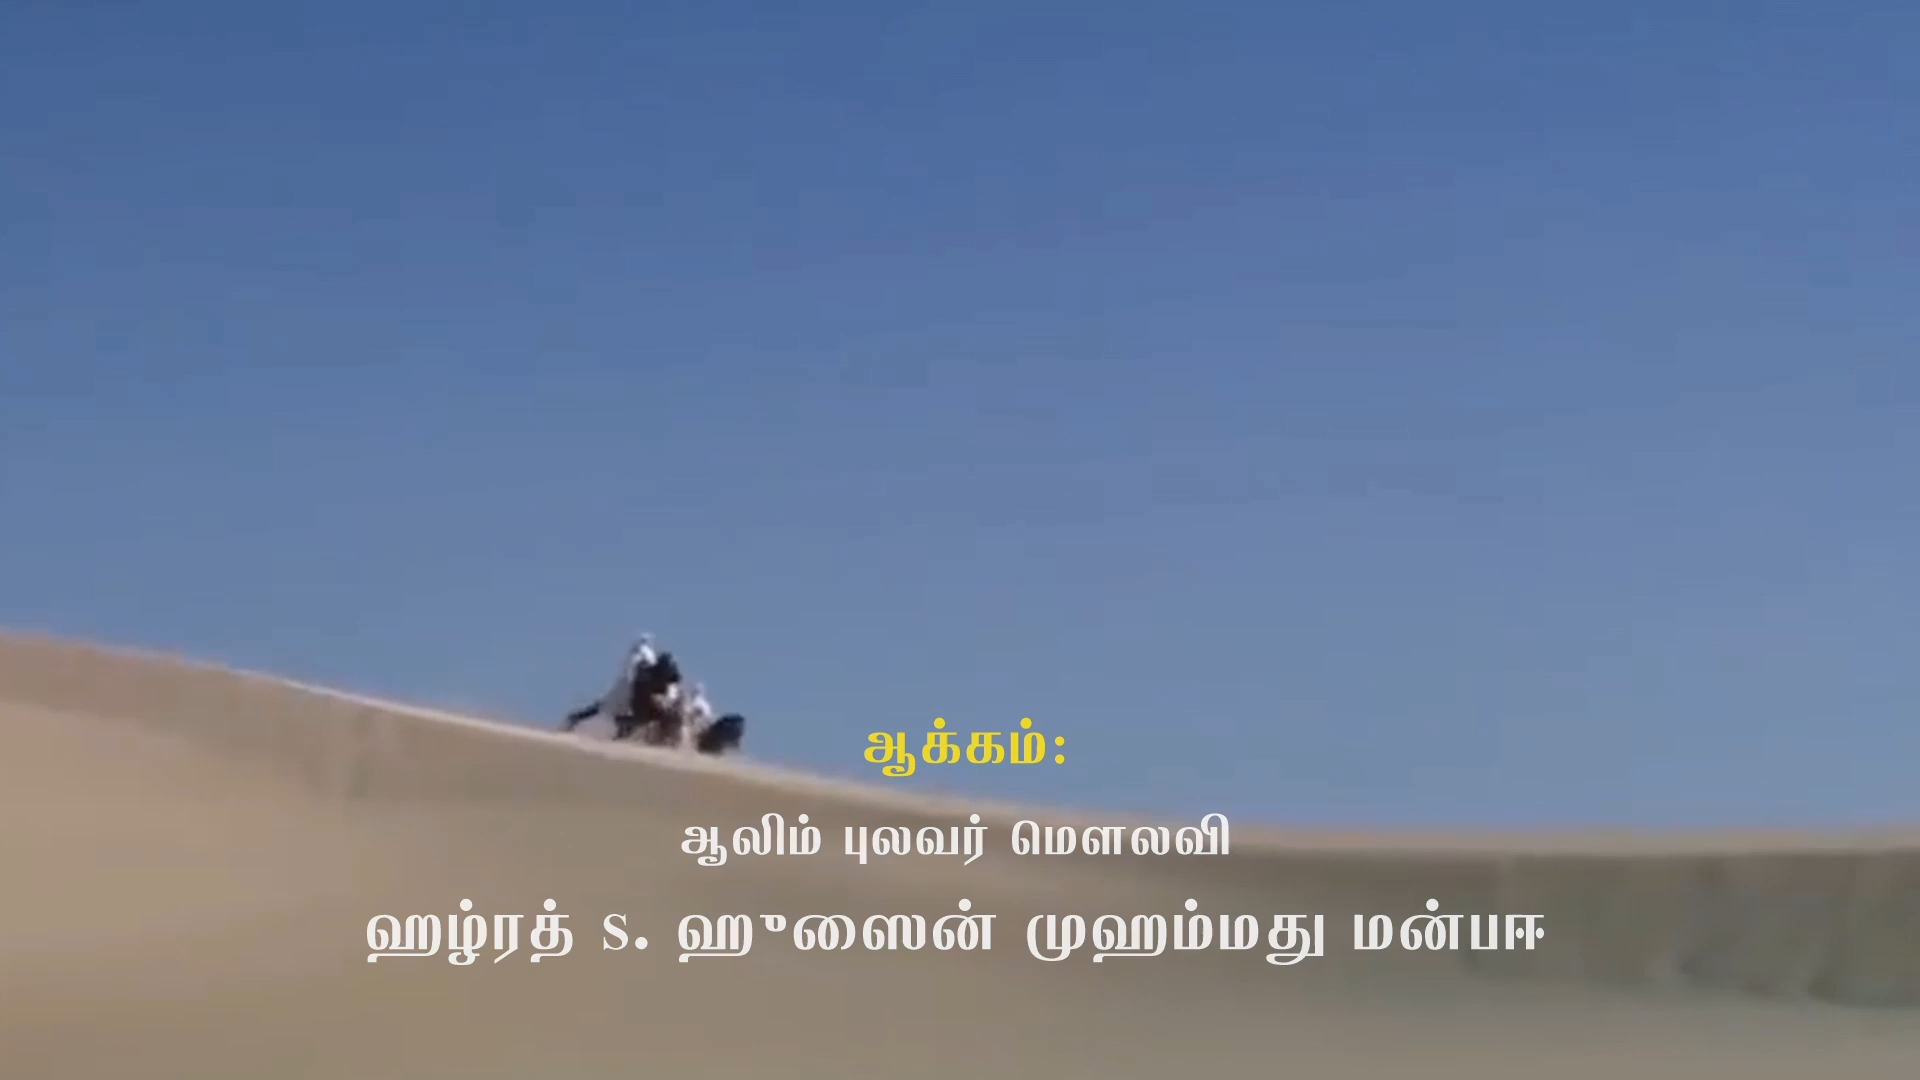 ஆக்கம்:
ஆலிம் புலவர் மௌலவி
ஹழ்ரத் S. ஹுஸைன் முஹம்மது மன்பஈ